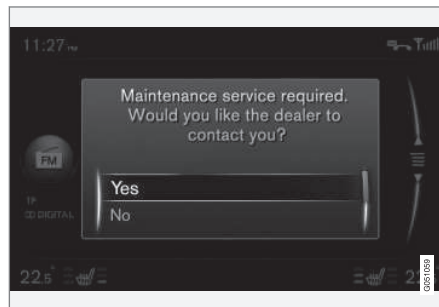 11:27
Maintenance service required.
Would you like the dealer to
contact you?
FM
Yes
TP
DIGITAL
No
22.5
G051059